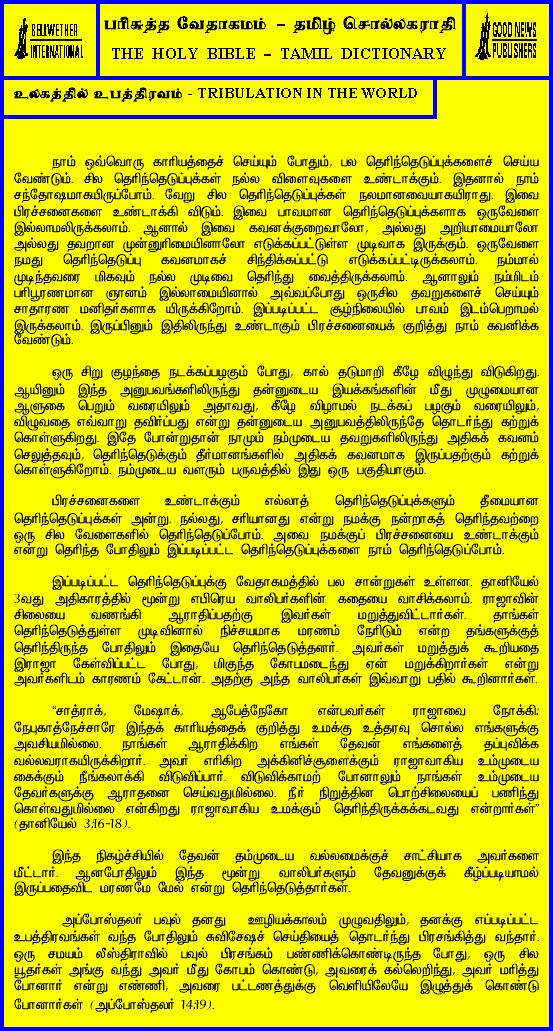 BELLWETHER
INTERNATIONAL
பரிசுத்த வேதாகமம் – தமிழ் சொல்லகராதி
THE HOLY BIBLE – TAMIL DICTIONARY
GOOD NEWS
PUBLISHERS
உலகத்தில் உபத்திரவம் - TRIBULATION IN THE WORLD
நாம் ஒவ்வொரு காரியத்தைச் செய்யும் போதும், பல தெரிந்தெடுப்புக்களைச் செய்ய
வேண்டும். சில தெரிந்தெடுப்புக்கள் நல்ல விளைவுகளை உண்டாக்கும். இதனால் நாம்
சந்தோஷமாகயிருப்போம். வேறு சில தெரிந்தெடுப்புக்கள் நலமானவையாகயிராது. இவை
பிரச்சனைகளை உண்டாக்கி விடும். இவை பாவமான தெரிந்தெடுப்புக்களாக ஒருவேளை
இல்லாமலிருக்கலாம். ஆனால் இவை கவனக்குறைவாலோ, அல்லது அறியாமையாலோ
அல்லது தவறான முன்னுரிமையினாலோ எடுக்கப்பட்டுள்ள முடிவாக இருக்கும். ஒருவேளை
நமது தெரிந்தெடுப்பு கவனமாகச் சிந்திக்கப்பட்டு எடுக்கப்பட்டிருக்கலாம். நம்மால்
முடிந்தவரை மிகவும் நல்ல முடிவை தெரிந்து வைத்திருக்கலாம். ஆனாலும் நம்மிடம்
பரிபூரணமான ஞானம் இல்லாமையினால் அவ்வப்போது ஒருசில தவறுகளைச் செய்யும்
சாதாரண மனிதர்களாக யிருக்கிறோம். இப்படிப்பட்ட சூழ்நிலையில் பாவம் இடம்பெறாமல்
இருக்கலாம். இருப்பினும் இதிலிருந்து உண்டாகும் பிரச்சனையைக் குறித்து நாம் கவனிக்க
வேண்டும்.
ஒரு சிறு குழந்தை நடக்கப்பழகும் போது, கால் தடுமாறி கீழே விழுந்து விடுகிறது.
ஆயினும் இந்த அனுபவங்களிலிருந்து தன்னுடைய இயக்கங்களின் மீது முழுமையான
ஆளுகை பெறும் வரையிலும் அதாவது, கீழே விழாமல் நடக்கப் பழகும் வரையிலும்,
விழுவதை எவ்வாறு தவிர்ப்பது என்று தன்னுடைய அனுபவத்திலிருந்தே தொடர்ந்து கற்றுக்
கொள்ளுகிறது. இதே போன்றுதான் நாமும் நம்முடைய தவறுகளிலிருந்து அதிகக் கவனம்
செலுத்தவும், தெரிந்தெடுக்கும் தீர்மானங்களில் அதிகக் கவனமாக இருப்பதற்கும் கற்றுக்
கொள்ளுகிறோம். நம்முடைய வளரும் பருவத்தில் இது ஒரு பகுதியாகும்.
பிரச்சனைகளை உண்டாக்கும் எல்லாத் தெரிந்தெடுப்புக்களும் தீமையான
தெரிந்தெடுப்புக்கள் அன்று. நல்லது, சரியானது என்று நமக்கு நன்றாகத் தெரிந்தவற்றை
ஒரு சில வேளைகளில் தெரிந்தெடுப்போம். அவை நமக்குப் பிரச்சனையை உண்டாக்கும்
என்று தெரிந்த போதிலும் இப்படிப்பட்ட தெரிந்தெடுப்புக்களை நாம் தெரிந்தெடுப்போம்.
இப்படிப்பட்ட தெரிந்தெடுப்புக்கு வேதாகமத்தில் பல சான்றுகள் உள்ளன. தானியேல்
3வது அதிகாரத்தில் மூன்று எபிரெய வாலிபர்களின் கதையை வாசிக்கலாம். ராஜாவின்
சிலையை வணங்கி ஆராதிப்பதற்கு இவர்கள் மறுத்துவிட்டார்கள். தாங்கள்
தெரிந்தெடுத்துள்ள முடிவினால் நிச்சயமாக மரணம் நேரிடும் என்ற தங்களுக்குத்
தெரிந்திருந்த போதிலும் இதையே தெரிந்தெடுத்தனர். அவர்கள் மறுத்துக் கூறியதை
இராஜா கேள்விப்பட்ட போது, மிகுந்த கோபமடைந்து ஏன் மறுக்கிறார்கள் என்று
அவர்களிடம் காரணம் கேட்டான். அதற்கு அந்த வாலிபர்கள் இவ்வாறு பதில் கூறினார்கள்.
“சாத்ராக், மேஷாக், ஆபேத்நேகோ என்பவர்கள் ராஜாவை நோக்கி:
நேபுகாத்நேச்சாரே இந்தக் காரியத்தைக் குறித்து உமக்கு உத்தரவு சொல்ல எங்களுக்கு
அவசியமில்லை. நாங்கள் ஆராதிக்கிற எங்கள் தேவன் எங்களைத் தப்புவிக்க
வல்லவராகயிருக்கிறார். அவர் எரிகிற அக்கினிச்சூளைக்கும் ராஜாவாகிய உம்முடைய
கைக்கும் நீங்கலாக்கி விடுவிப்பார். விடுவிக்காமற் போனாலும் நாங்கள் உம்முடைய
தேவர்களுக்கு ஆராதனை செய்வதுமில்லை. நீர் நிறுத்தின பொற்சிலையைப் பணிந்து
கொள்வதுமில்லை என்கிறது ராஜாவாகிய உமக்கும் தெரிந்திருக்கக்கடவது என்றார்கள்”
(தானியேல் 3:16-18).
இந்த நிகழ்ச்சியில் தேவன் தம்முடைய வல்லமைக்குச் சாட்சியாக அவர்களை
மீட்டார். ஆனபோதிலும் இந்த மூன்று வாலிபர்களும் தேவனுக்குக் கீழ்ப்படியாமல்
இருப்பதைவிட மரணமே மேல் என்று தெரிந்தெடுத்தார்கள்.
அப்போஸ்தலர் பவுல் தனது ஊழியக்காலம் முழுவதிலும், தனக்கு எப்படிப்பட்ட
உபத்திரவங்கள் வந்த போதிலும் சுவிசேஷச் செய்தியைத் தொடர்ந்து பிரசங்கித்து வந்தார்.
ஒரு சமயம் லீஸ்திராவில் பவுல் பிரசங்கம் பண்ணிக்கொண்டிருந்த போது, ஒரு சில
யூதர்கள் அங்கு வந்து அவர் மீது கோபம் கொண்டு, அவரைக் கல்லெறிந்து, அவர் மரித்து
போனார் என்று எண்ணி, அவரை பட்டணத்துக்கு வெளியிலேயே இழுத்துக் கொண்டு
போனார்கள் (அப்போஸ்தலர் 14:19).